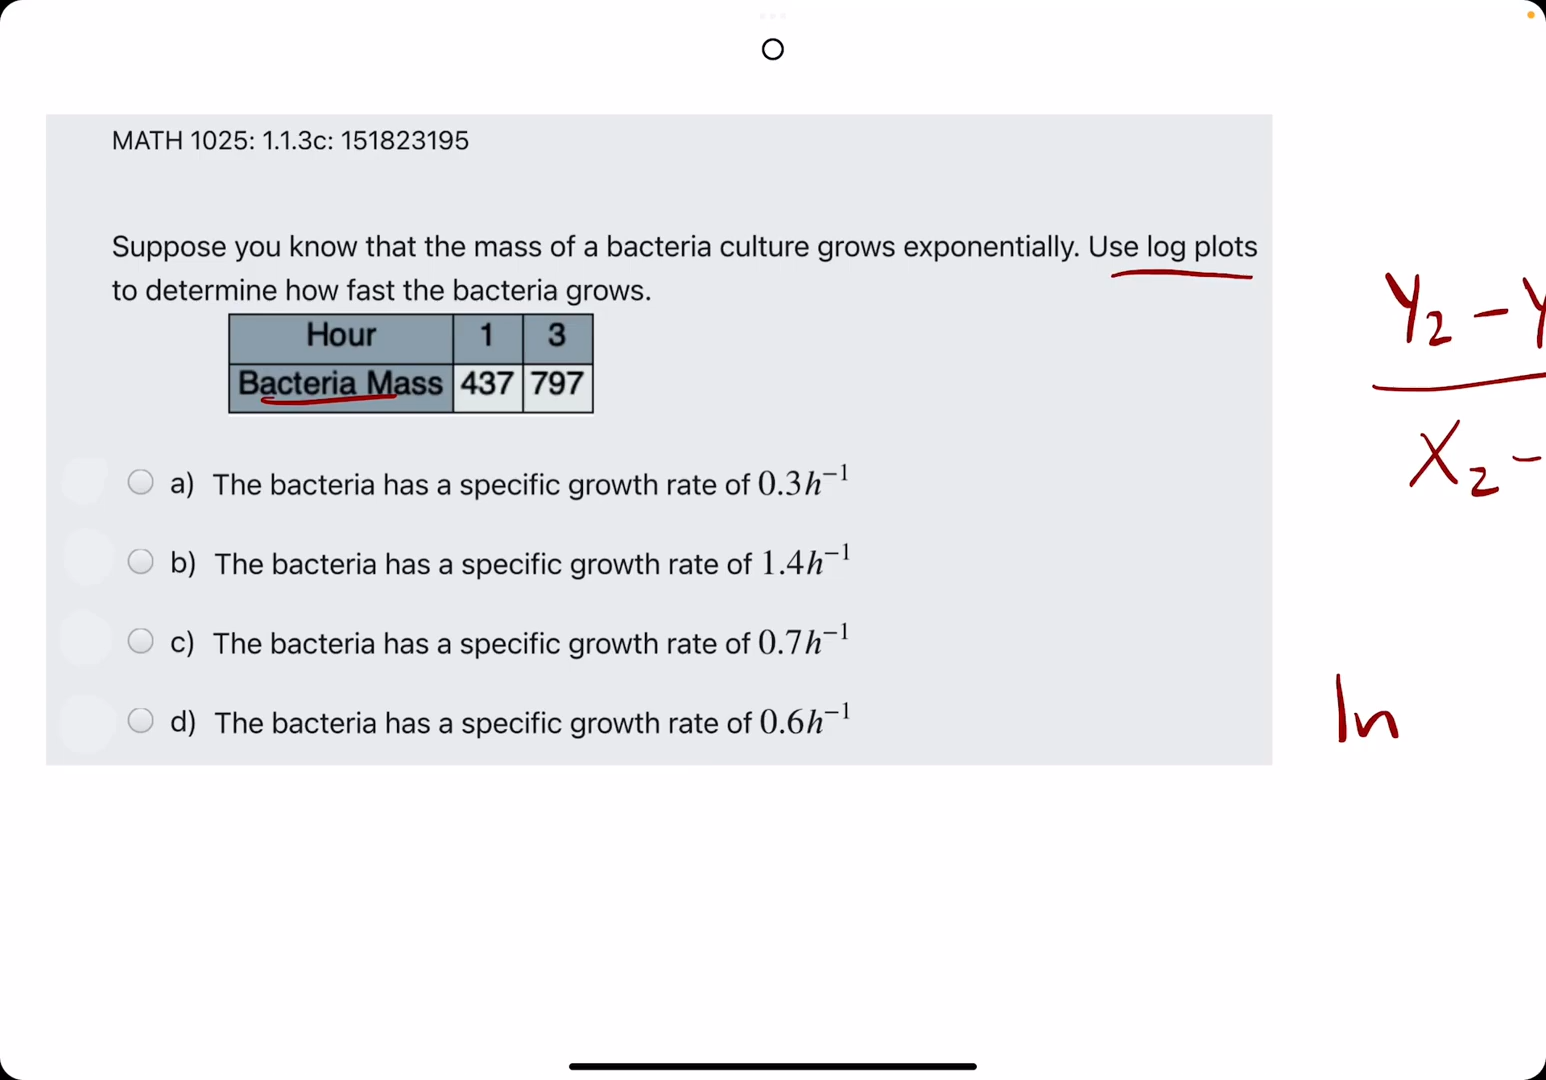 MATH 1025: 1.1.3c: 151823195
Suppose you know that the mass of a bacteria culture grows exponentially. Use log plots
to determine how fast the bacteria grows.
Hour 1 3
Bacteria Mass 437 797
a) The bacteria has a specific growth rate of 0.3h⁻¹
b) The bacteria has a specific growth rate of 1.4h⁻¹
c) The bacteria has a specific growth rate of 0.7h⁻¹
d) The bacteria has a specific growth rate of 0.6h⁻¹
Y₂ - Y
X₂ -
ln